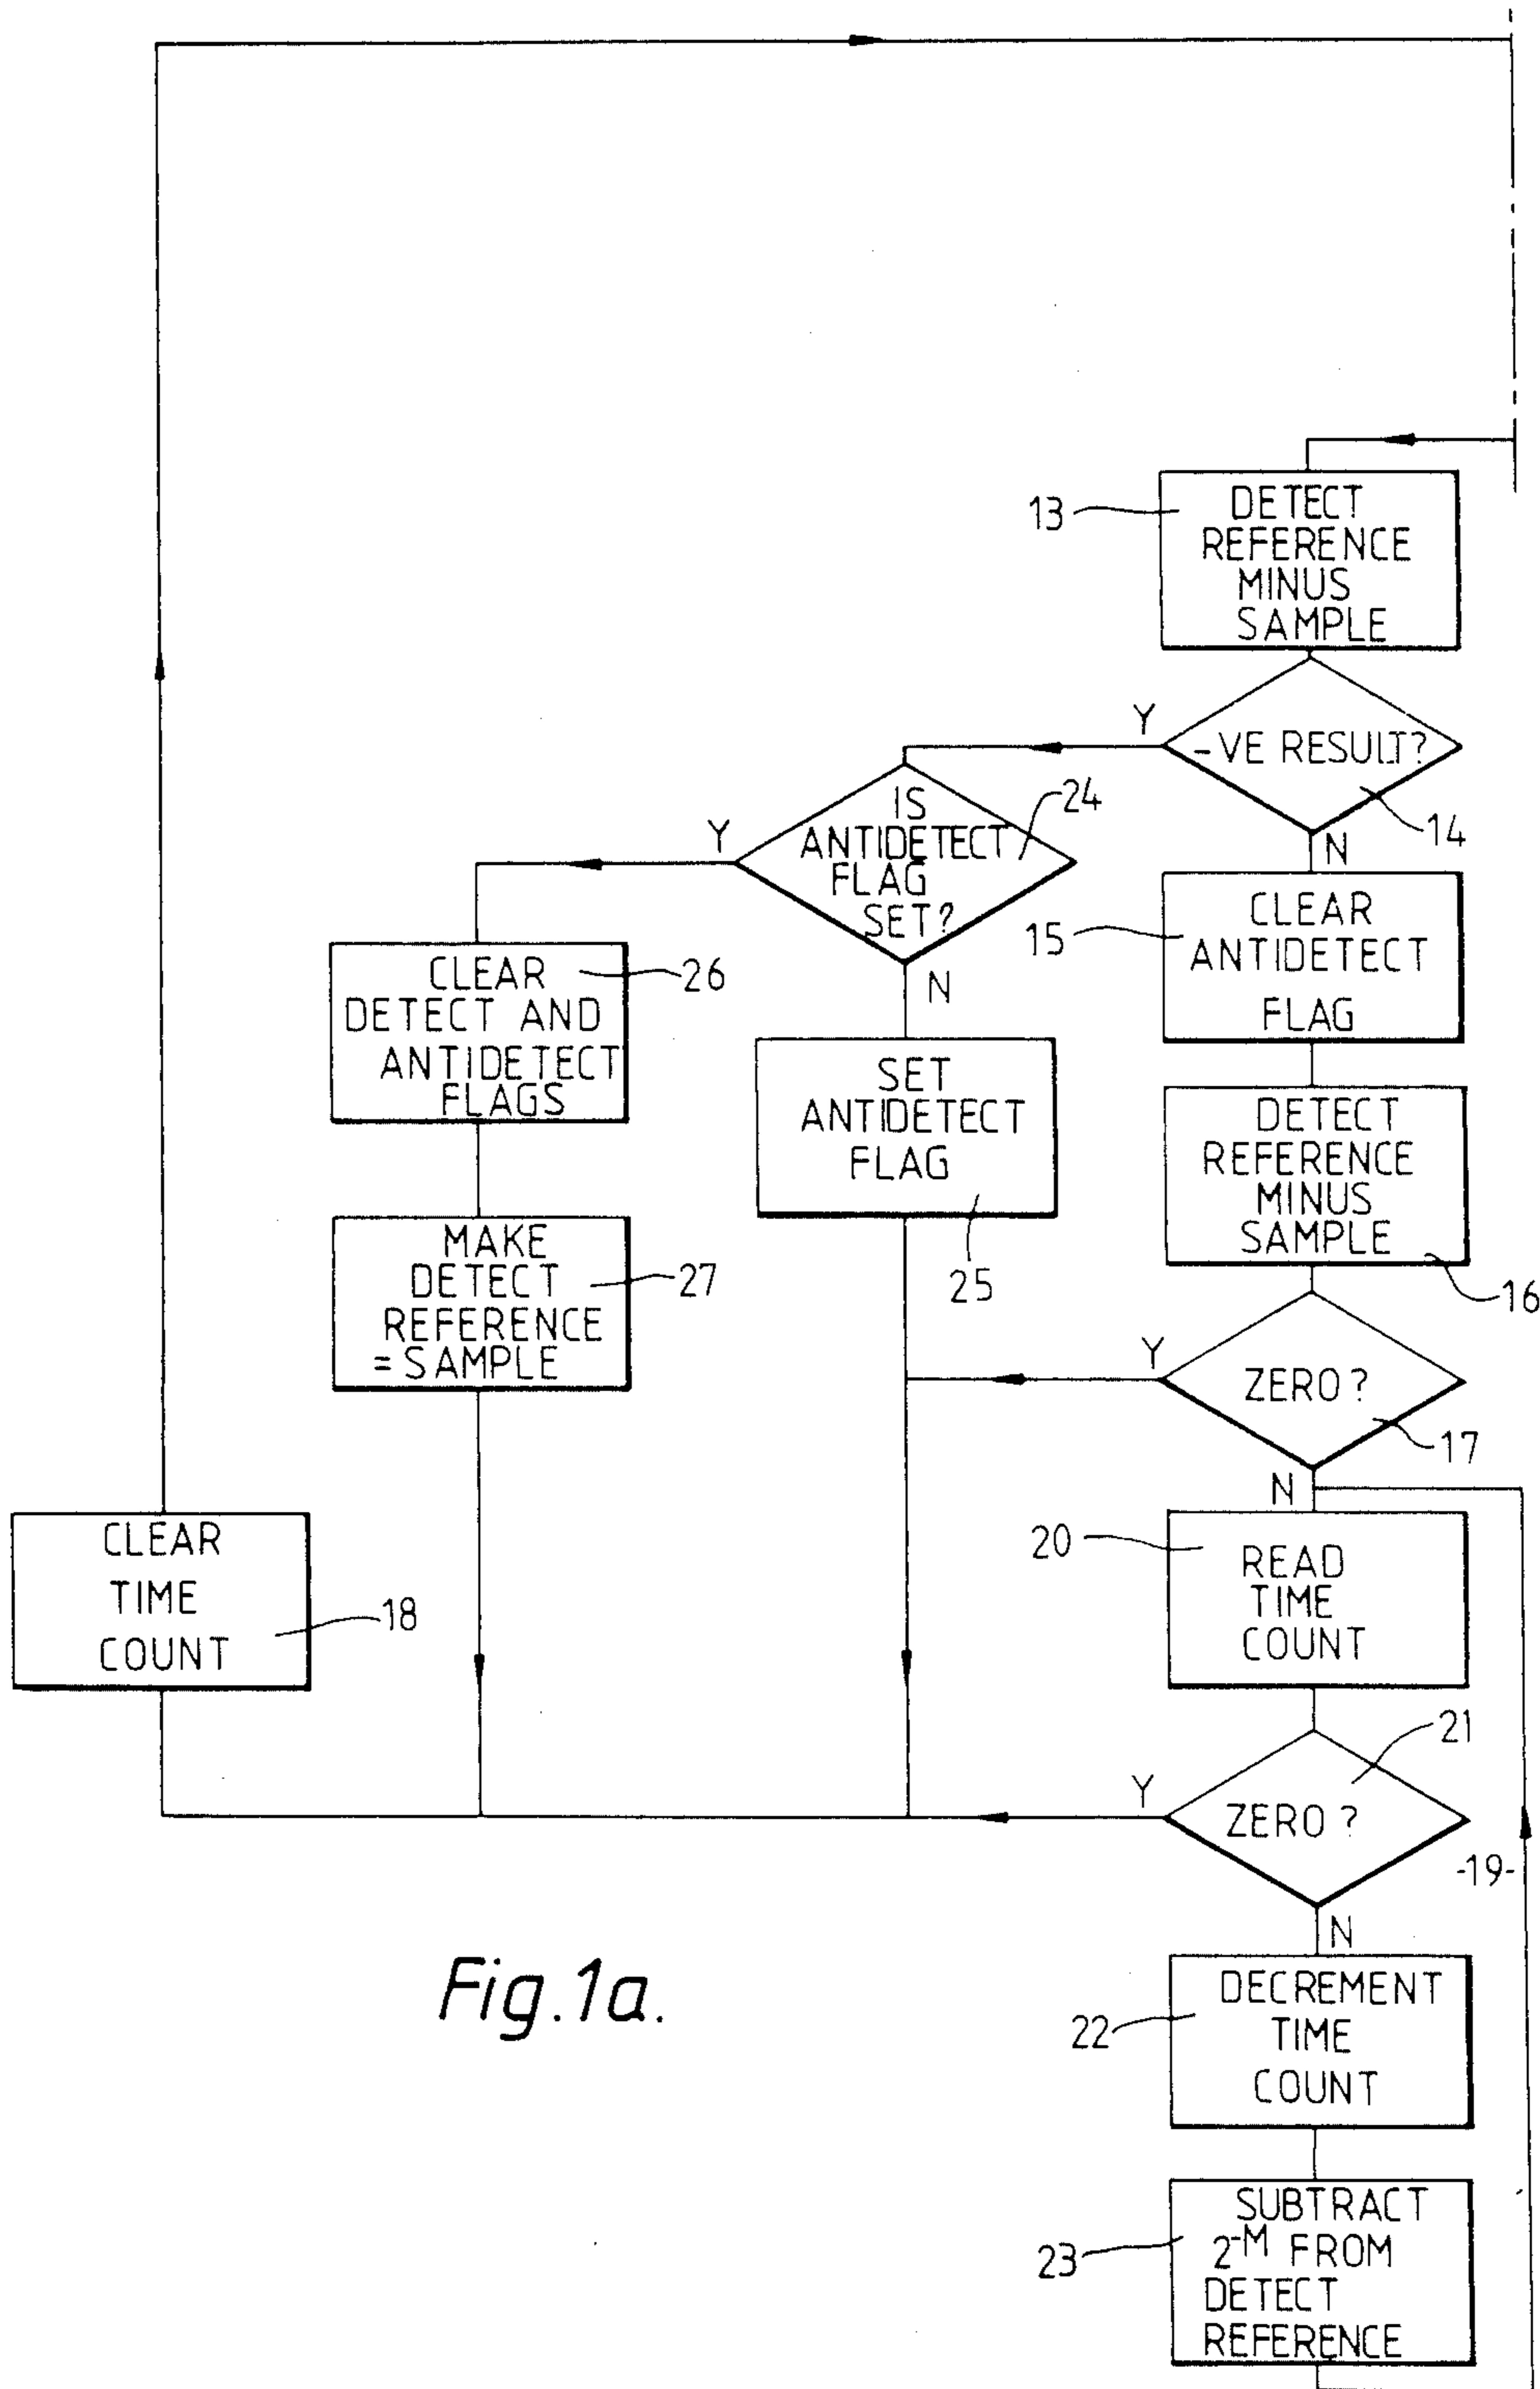 13
DETECT
REFERENCE
MINUS
SAMPLE
Y
-VE RESULT?
14
N
IS
ANTIDETECT
FLAG
SET?
24
Y
N
CLEAR
DETECT AND
ANTIDETECT
FLAGS
26
SET
ANTIDETECT
FLAG
25
15
CLEAR
ANTIDETECT
FLAG
DETECT
REFERENCE
MINUS
SAMPLE
16
MAKE
DETECT
REFERENCE
=SAMPLE
27
Y
ZERO?
17
N
CLEAR
TIME
COUNT
18
20
READ
TIME
COUNT
21
Y
ZERO?
-19-
N
Fig.1a.
22
DECREMENT
TIME
COUNT
23
SUBTRACT
2-M FROM
DETECT
REFERENCE